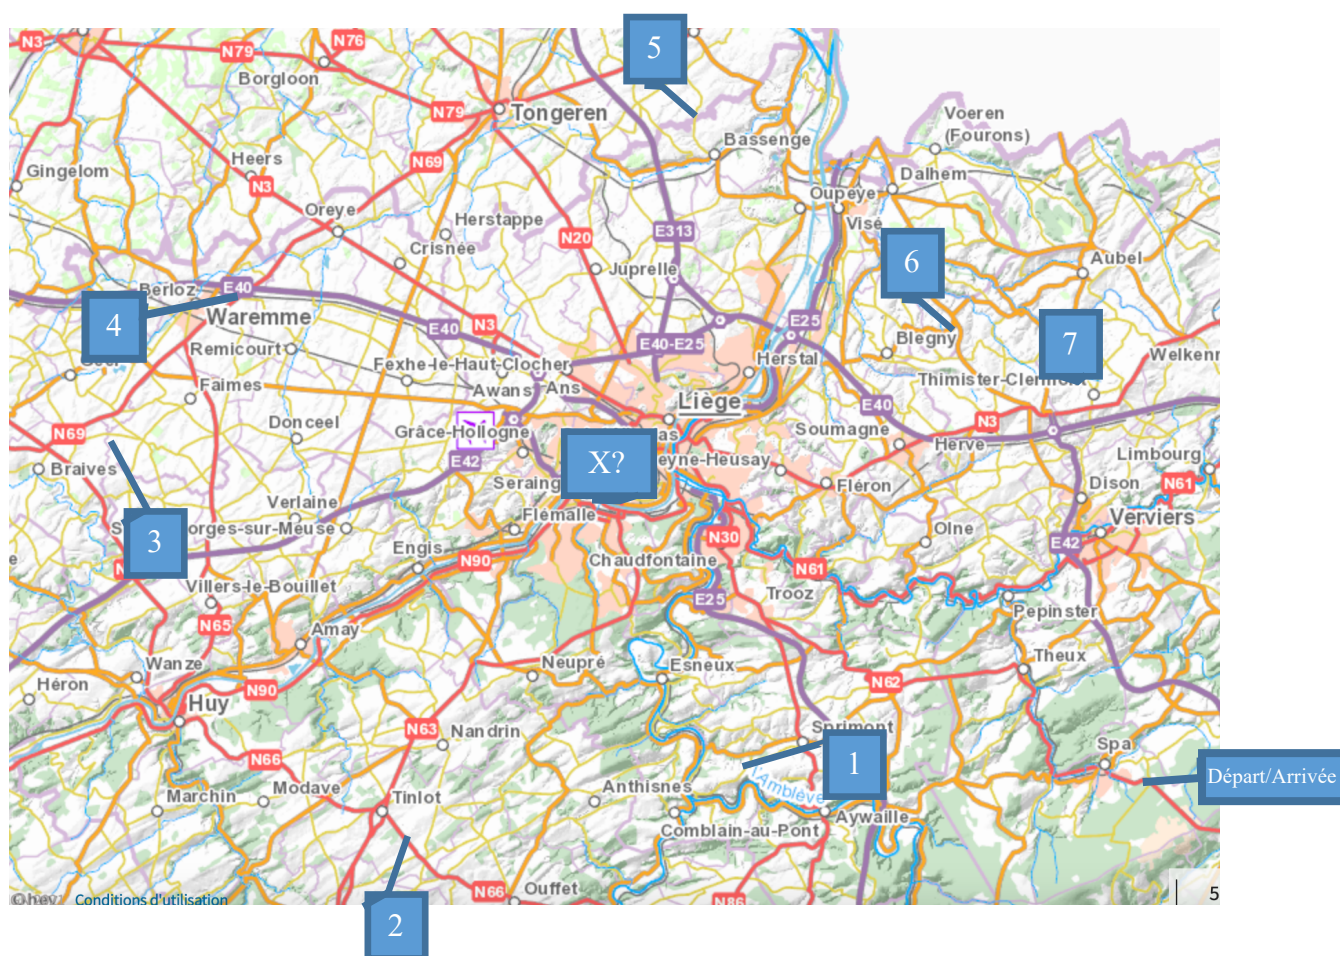 5
N3
N79
N76
Borgloon
N79
Tongeren
Voeren
(Fourons)
Bassenge
Heers
N69
Gingelom
N3
Dalhem
Oupeye
Oreye
Herstappe
Visé
N20
E313
Crisnée
6
Aubel
Juprelle
Berloz
E40
4
Waremme
E40
N3
E25
E40-E25
Blegny
7
Remicourt
Herstal
Welkenr
Fexhe-le-Haut-Clocher
Faimes
Awans
Ans
Thimister-Clermont
Liège
E40
Donceel
N69
Grâce-Hollogne
as
Soumagne
N3
Herve
X?
eyne-Heusay
E42
Limbourg
Braives
Seraing
Fléron
Dison
N61
Verlaine
orges-sur-Meuse
Flémalle
Verviers
3
Olne
N30
E42
Engis
N90
Chaudfontaine
e
N61
Villers-le-Bouillet
E25
Trooz
Pepinster
N65
Amay
Theux
Wanze
Neupré
Esneux
Héron
N90
N62
Huy
N63
Nandrin
Sprimont
Spa
N66
1
Départ/Arrivée
Modave
Anthisnes
l'Amblève
Marchin
Tinlot
Aywaille
Comblain-au-Pont
Ouffet
N66
N86
Ohey
Conditions d'utilisation
5
2